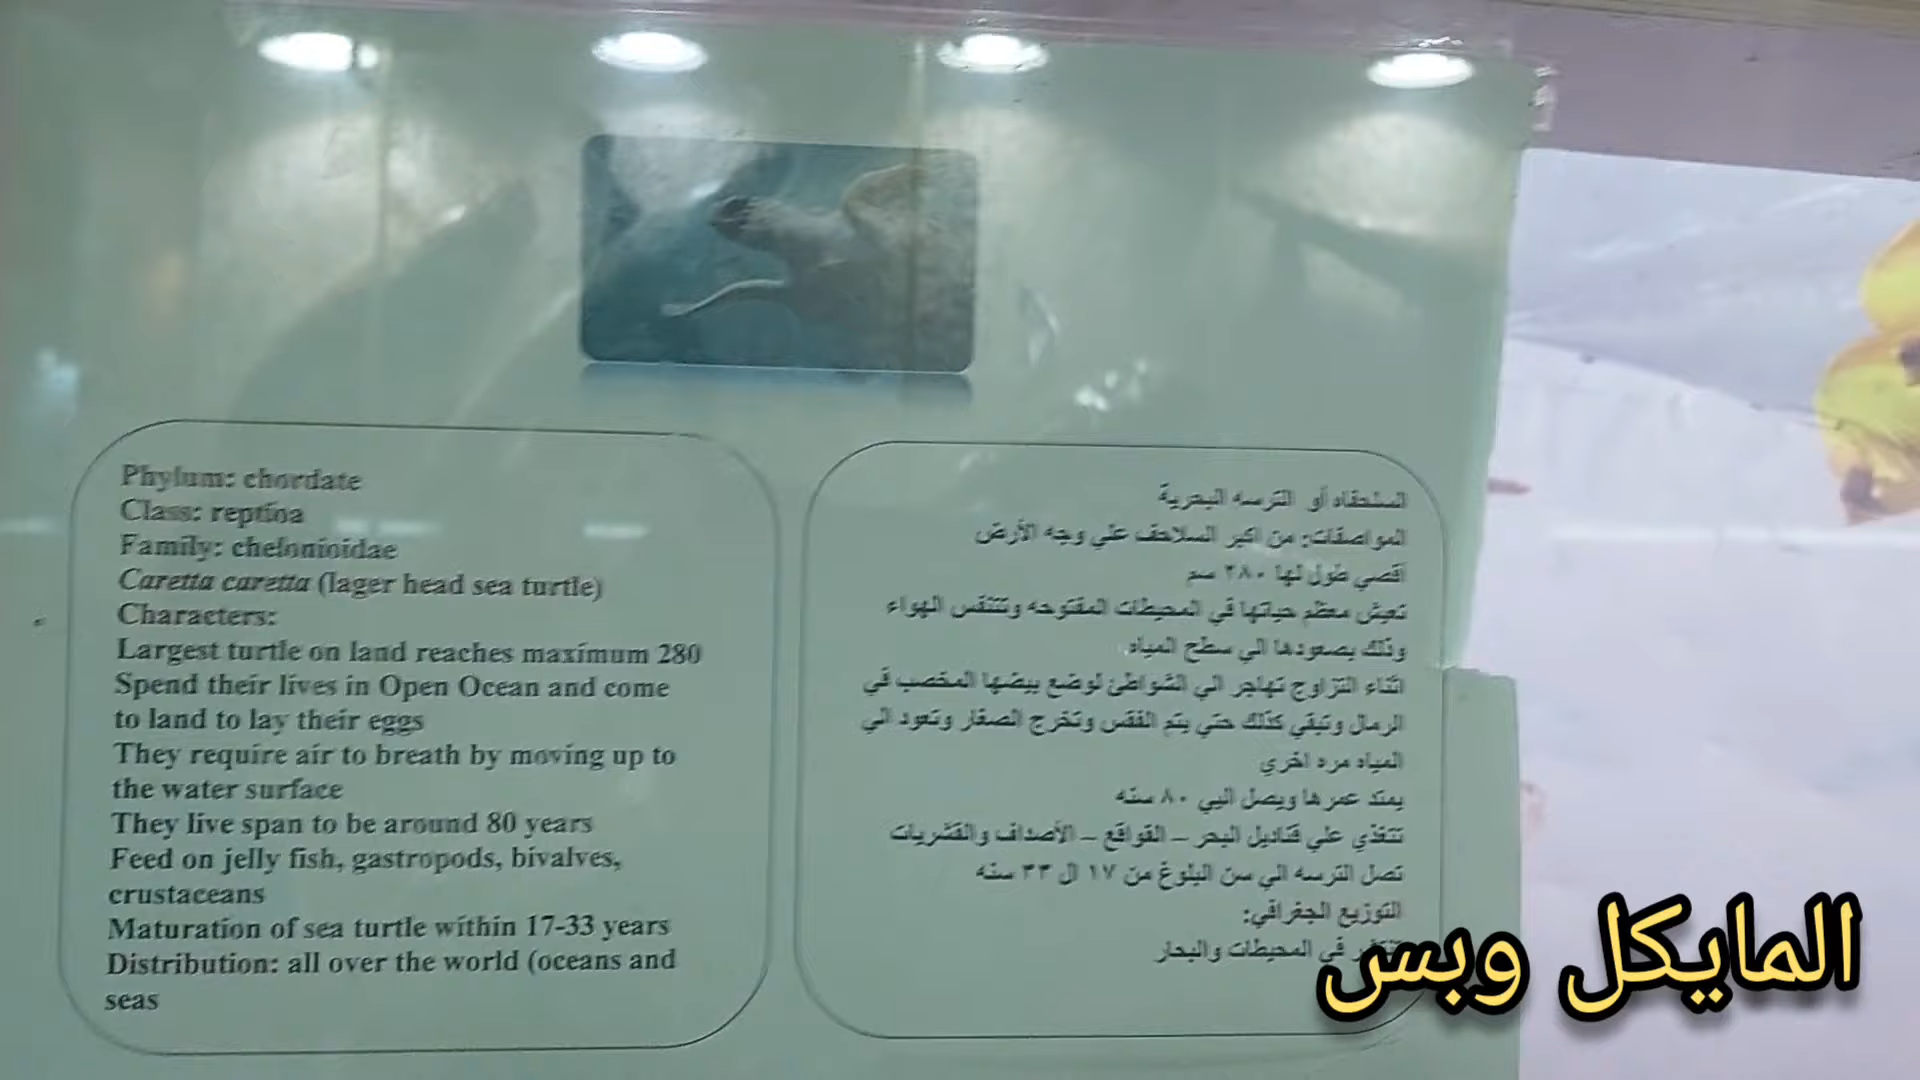 Phylum: chordate
Class: reptina
Family: chelonioidae
Caretta caretta (lager head sea turtle)
Characters:
Largest turtle on land reaches maximum 280
Spend their lives in Open Ocean and come
to land to lay their eggs
They require air to breath by moving up to
the water surface
They live span to be around 80 years
Feed on jelly fish, gastropods, bivalves,
crustaceans
Maturation of sea turtle within 17-33 years
Distribution: all over the world (oceans and
seas
السلحفاه أو الترسه البحرية
المواصفات: من اكبر السلاحف علي وجه الأرض
أقصي طول لها ٢٨٠ سم
تعيش معظم حياتها في المحيطات المفتوحه وتتنفس الهواء
وذلك بصعودها الي سطح المياه.
اثناء التزاوج تهاجر الي الشواطئ لوضع بيضها المخصب في
الرمال وتبقي كذلك حتي يتم الفقس وتخرج الصغار وتعود الي
المياه مره اخري
يمتد عمرها ويصل اليي ٨٠ سنه
تتغذي علي قناديل البحر – القواقع – الأصداف والقشريات
تصل الترسه الي سن البلوغ من ١٧ ال ٣٣ سنه
التوزيع الجغرافي:
في المحيطات والبحار
المايكل وبس